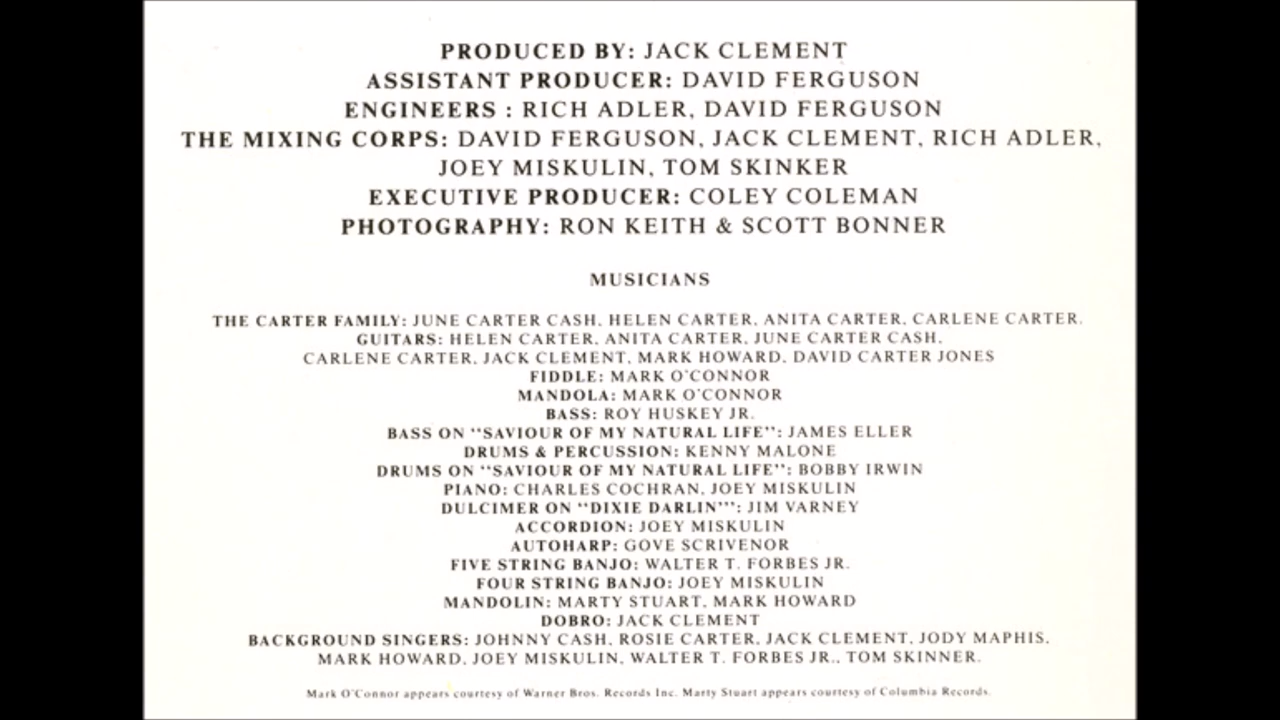 PRODUCED BY: JACK CLEMENT
ASSISTANT PRODUCER: DAVID FERGUSON
ENGINEERS : RICH ADLER, DAVID FERGUSON
THE MIXING CORPS: DAVID FERGUSON, JACK CLEMENT, RICH ADLER,
JOEY MISKULIN, TOM SKINKER
EXECUTIVE PRODUCER: COLEY COLEMAN
PHOTOGRAPHY: RON KEITH & SCOTT BONNER
MUSICIANS
THE CARTER FAMILY: JUNE CARTER CASH, HELEN CARTER, ANITA CARTER, CARLENE CARTER,
GUITARS: HELEN CARTER, ANITA CARTER, JUNE CARTER CASH,
CARLENE CARTER, JACK CLEMENT, MARK HOWARD, DAVID CARTER JONES
FIDDLE: MARK O'CONNOR
MANDOLA: MARK O'CONNOR
BASS: ROY HUSKEY JR.
BASS ON "SAVIOUR OF MY NATURAL LIFE": JAMES ELLER
DRUMS & PERCUSSION: KENNY MALONE
DRUMS ON "SAVIOUR OF MY NATURAL LIFE": BOBBY IRWIN
PIANO: CHARLES COCHRAN, JOEY MISKULIN
DULCIMER ON "DIXIE DARLIN'": JIM VARNEY
ACCORDION: JOEY MISKULIN
AUTOHARP: GOVE SCRIVENOR
FIVE STRING BANJO: WALTER T. FORBES JR.
FOUR STRING BANJO: JOEY MISKULIN
MANDOLIN: MARTY STUART, MARK HOWARD
DOBRO: JACK CLEMENT
BACKGROUND SINGERS: JOHNNY CASH, ROSIE CARTER, JACK CLEMENT, JODY MAPHIS,
MARK HOWARD, JOEY MISKULIN, WALTER T. FORBES JR., TOM SKINNER.
Mark O'Connor appears courtesy of Warner Bros. Records Inc. Marty Stuart appears courtesy of Columbia Records.